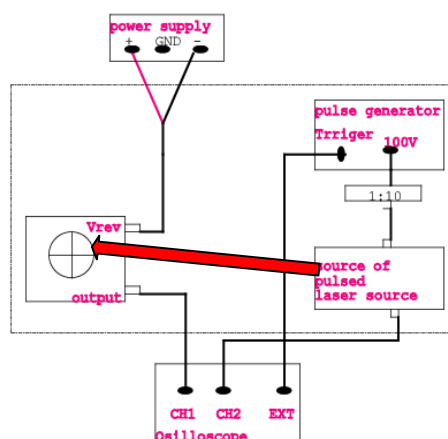 power supply
+ GND -
pulse generator
Trriger
100V
1:10
Vrev
output
source of
pulsed
laser source
CH1 CH2 EXT
Osilloscope